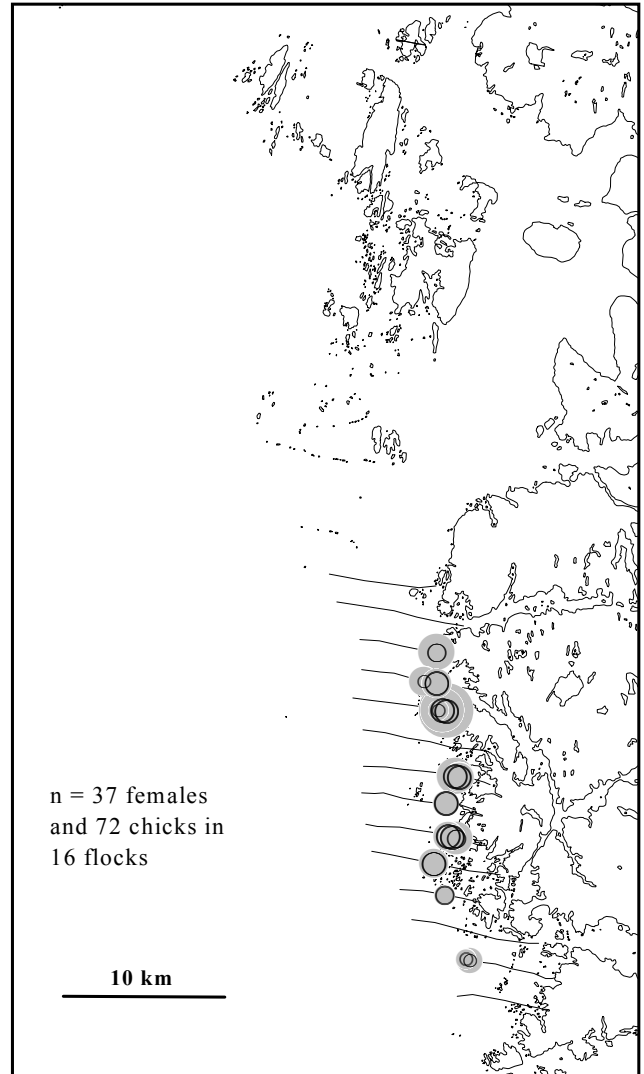 n = 37 females
and 72 chicks in
16 flocks
10 km